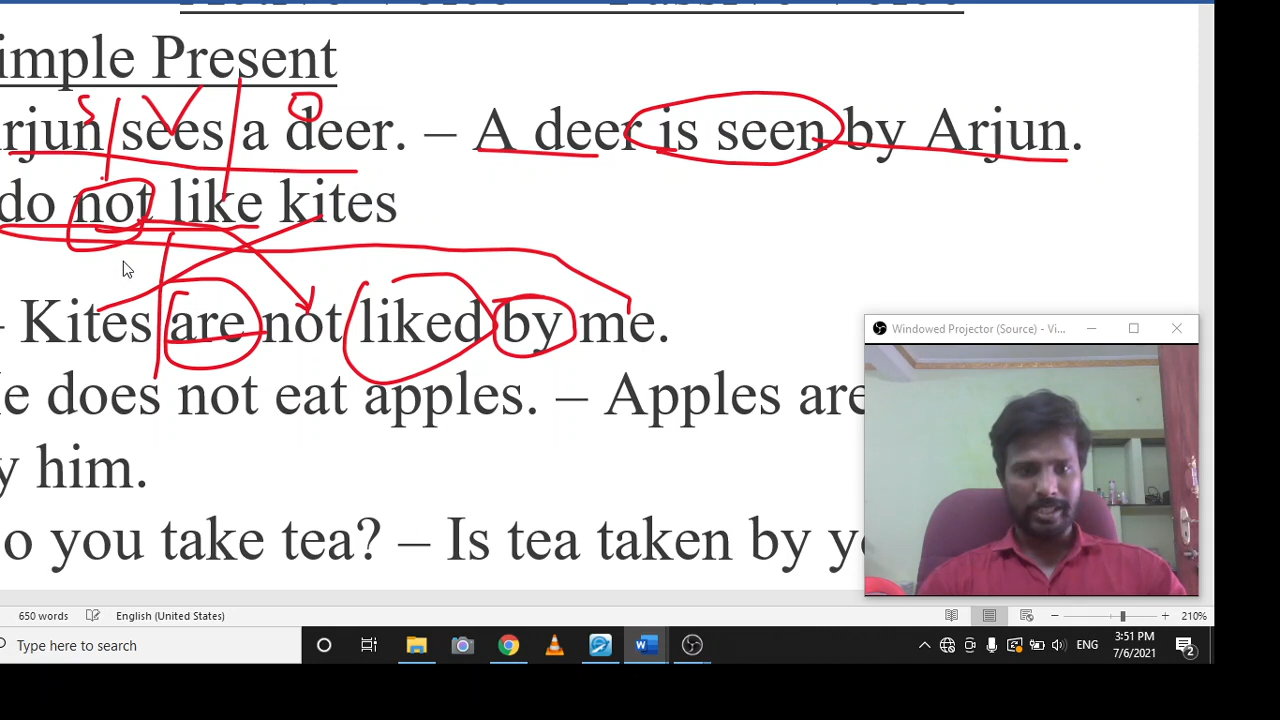 imple Present
rjun sees a deer. – A deer is seen by Arjun.
do not like kites
– Kites are not liked by me.
e does not eat apples. – Apples are
y him.
o you take tea? – Is tea taken by y
Windowed Projector (Source) - Vi...
650 words English (United States) 210%
Type here to search
ENG
3:51 PM
7/6/2021
2